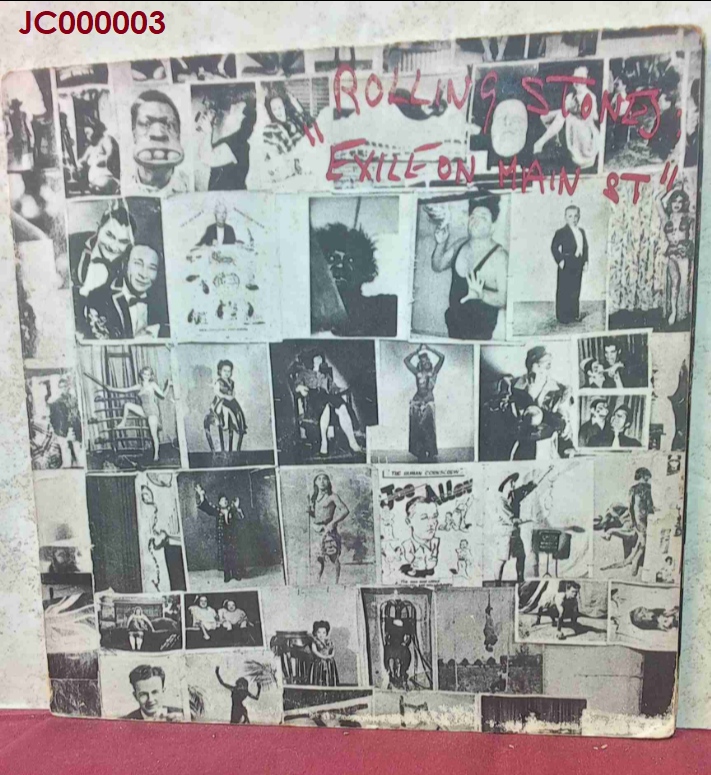 JC000003
ROLLING STONES,
"EXILE ON MAIN ST"
THE HUMAN CORKSCREW
Joe Allen